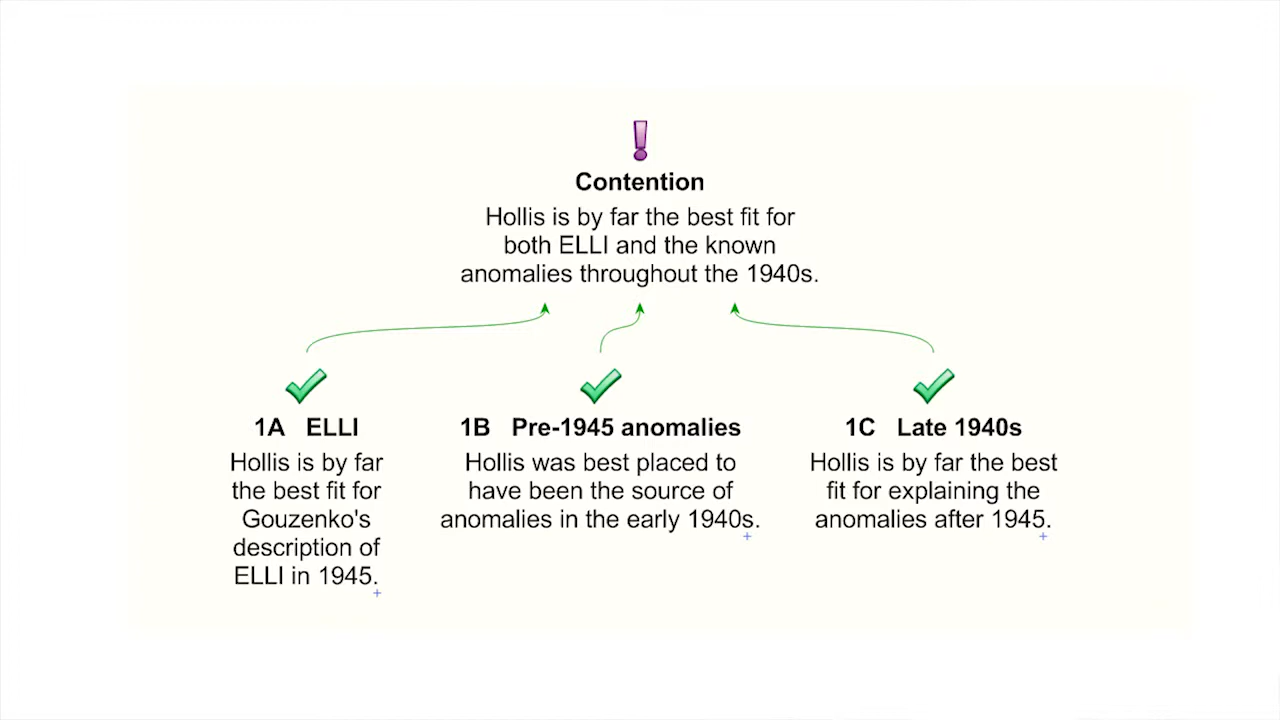 Contention
Hollis is by far the best fit for
both ELLI and the known
anomalies throughout the 1940s.
1A ELLI
Hollis is by far
the best fit for
Gouzenko's
description of
ELLI in 1945.
1B Pre-1945 anomalies
Hollis was best placed to
have been the source of
anomalies in the early 1940s.
1C Late 1940s
Hollis is by far the best
fit for explaining the
anomalies after 1945.